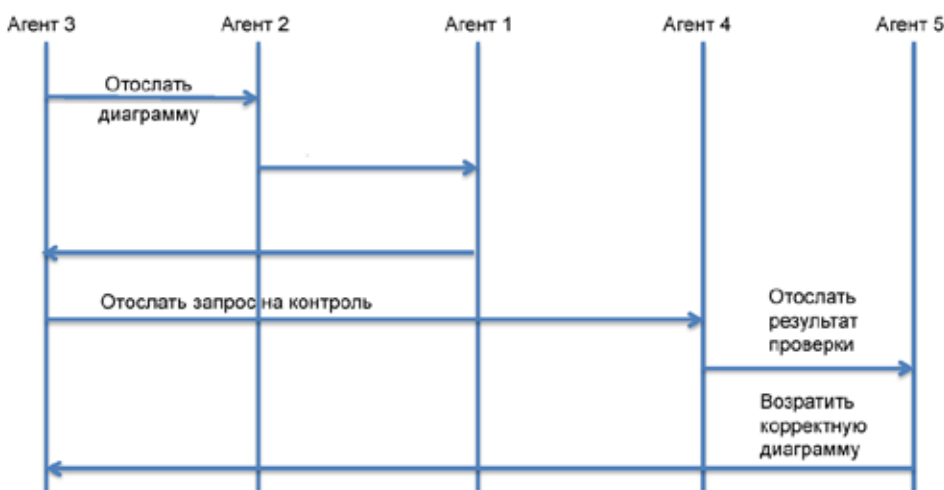 Агент 3
Агент 2
Агент 1
Агент 4
Агент 5
Отослать
диаграмму
Отослать запрос на контроль
Отослать
результат
проверки
Возратить
корректную
диаграмму